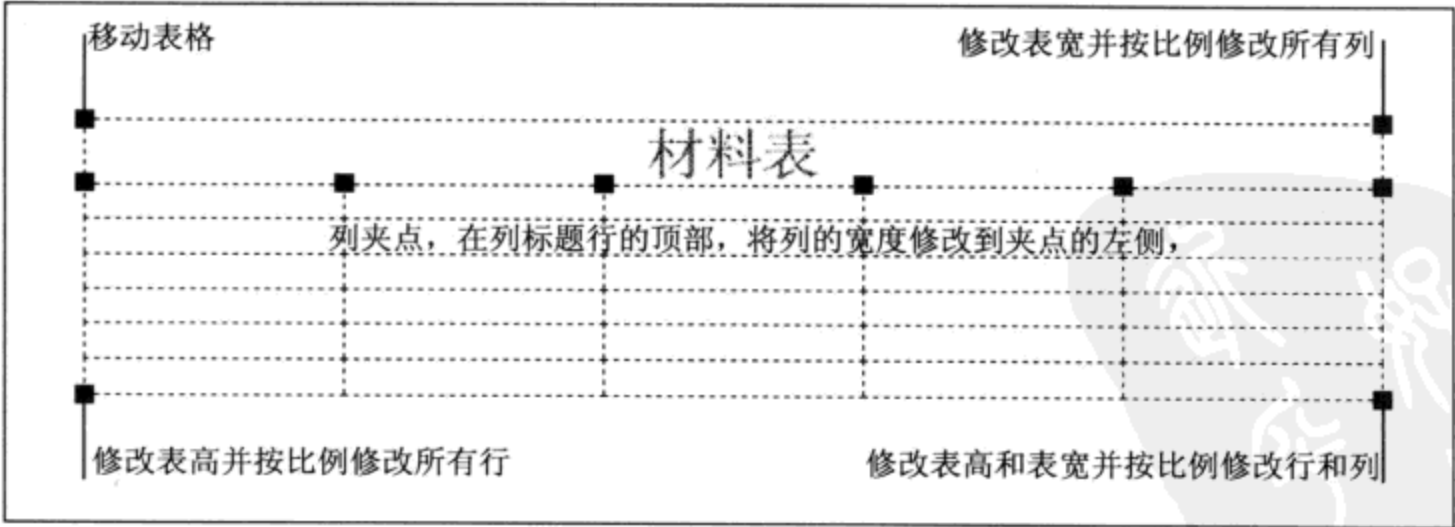 移动表格
修改表宽并按比例修改所有列
材料表
列夹点，在列标题行的顶部，将列的宽度修改到夹点的左侧，
修改表高并按比例修改所有行
修改表高和表宽并按比例修改行和列